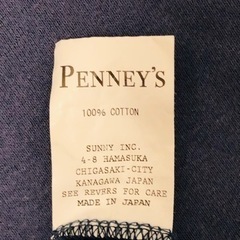 PENNEY'S
100% COTTON
SUNNY INC.
4-8 HAMASUKA
CHIGASAKI-CITY
KANAGAWA JAPAN
SEE REVERS FOR CARE
MADE IN JAPAN